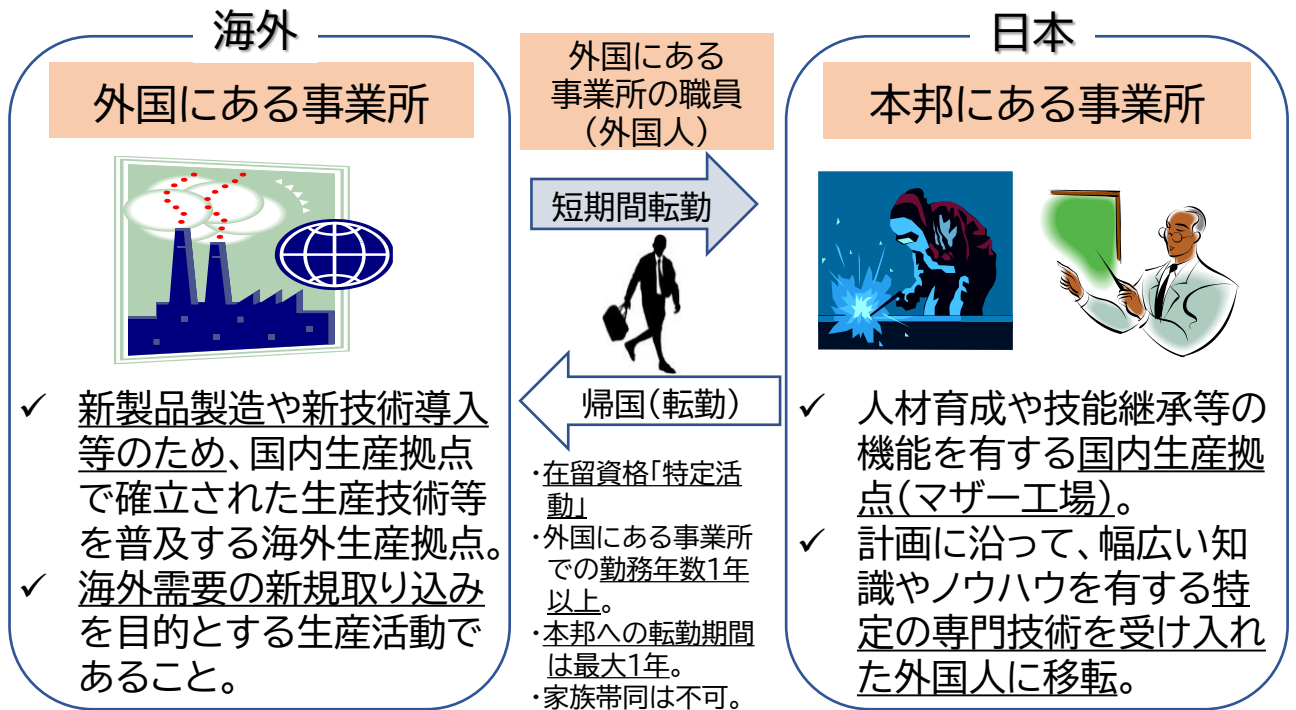 海外
外国にある事業所
✓ 新製品製造や新技術導入
等のため、国内生産拠点
で確立された生産技術等
を普及する海外生産拠点。
✓ 海外需要の新規取り込み
を目的とする生産活動で
あること。
外国にある
事業所の職員
（外国人）
短期間転勤
帰国（転勤）
・在留資格「特定活
動」
・外国にある事業所
での勤務年数1年
以上。
・本邦への転勤期間
は最大1年。
・家族帯同は不可。
日本
本邦にある事業所
✓ 人材育成や技能継承等の
機能を有する国内生産拠
点（マザー工場）。
✓ 計画に沿って、幅広い知
識やノウハウを有する特
定の専門技術を受け入れ
た外国人に移転。